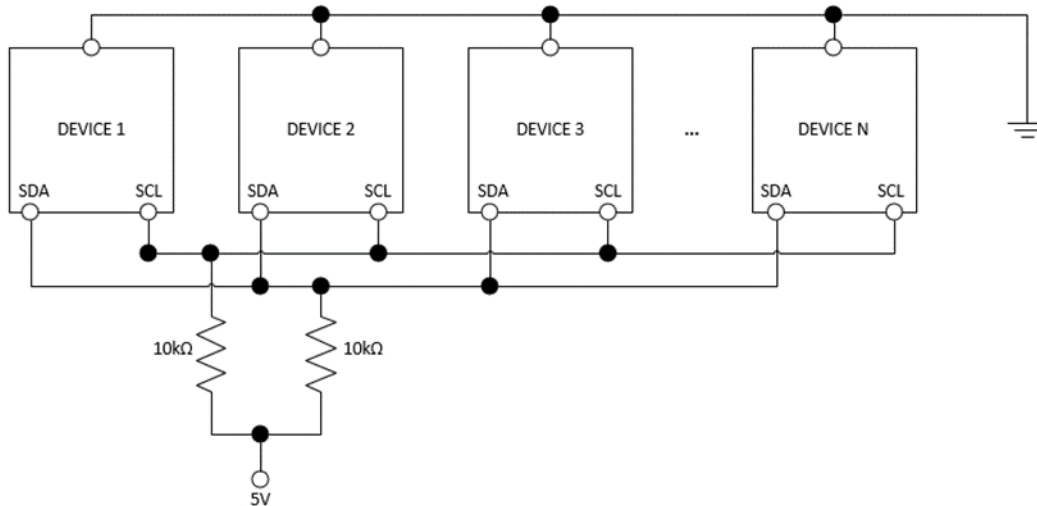 DEVICE 1
DEVICE 2
DEVICE 3
...
DEVICE N
SDA
SCL
SDA
SCL
SDA
SCL
SDA
SCL
10kΩ
10kΩ
5V